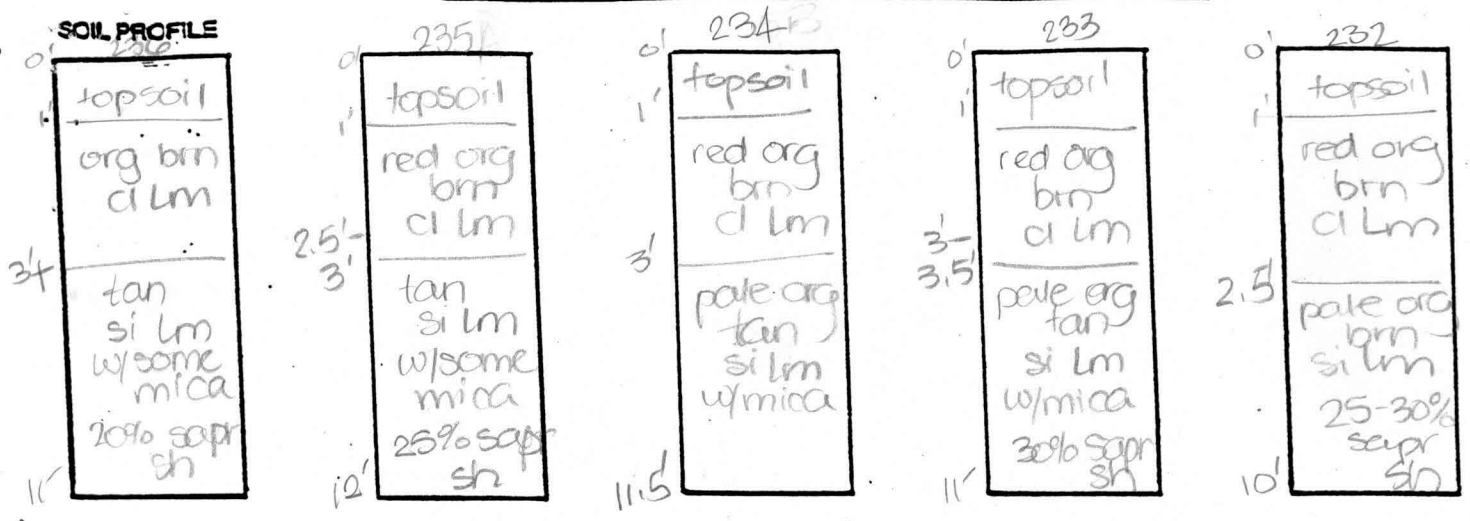 SOIL PROFILE
236
0'
topsoil
1'
org brn
cl Lm
3'+
tan
si Lm
w/some
mica
20% sapr
sh
11'
235
0'
topsoil
1'
red org
brn
cl Lm
2.5'-
3'
tan
si Lm
w/some
mica
25% sapr
sh
12'
234
0'
topsoil
1'
red org
brn
cl Lm
3'
pale org
tan
si Lm
w/mica
11.5'
233
0'
topsoil
1'
red org
brn
cl Lm
3'-
3.5'
pale org
tan
si Lm
w/mica
30% sapr
sh
11'
232
0'
topsoil
1'
red org
brn
cl Lm
2.5'
pale org
brn
si Lm
25-30%
sapr
sh
10'